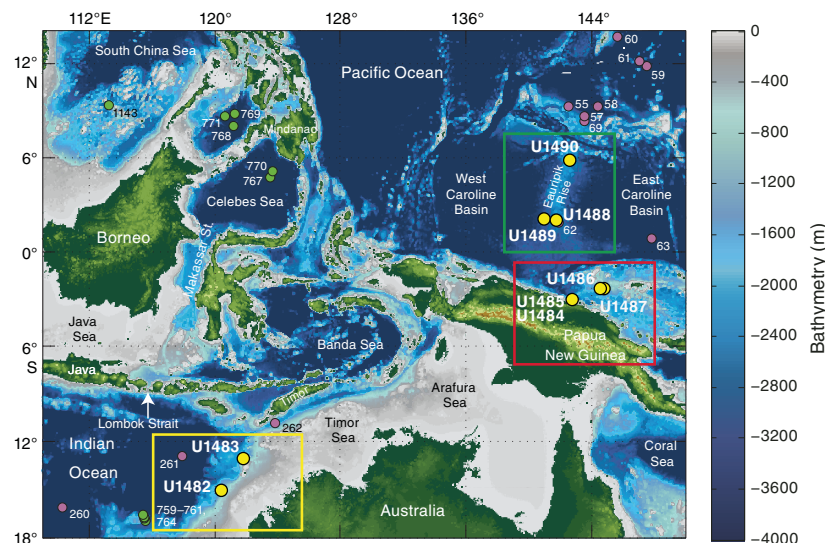 112°E 120° 128° 136° 144°
0
60
South China Sea
12°
N
Pacific Ocean
61
59
−400
1143
55
58
769
771
57
Mindanao
69
768
−800
U1490
6°
770
767
West
Caroline
Basin
Eauripik
Rise
East
Caroline
Basin
−1200
Celebes Sea
U1488
62
Borneo
U1489
63
Makassar St.
0°
−1600
U1486
U1485
U1487
U1484
−2000
Java
Sea
Papua
New Guinea
Banda Sea
6°
S
Java
−2400
Arafura
Sea
Timor
Lombok Strait
Timor
Sea
262
−2800
12°
Indian
Ocean
U1483
Coral
Sea
261
−3200
U1482
260
759–761,
764
Australia
−3600
18°
−4000
Bathymetry (m)